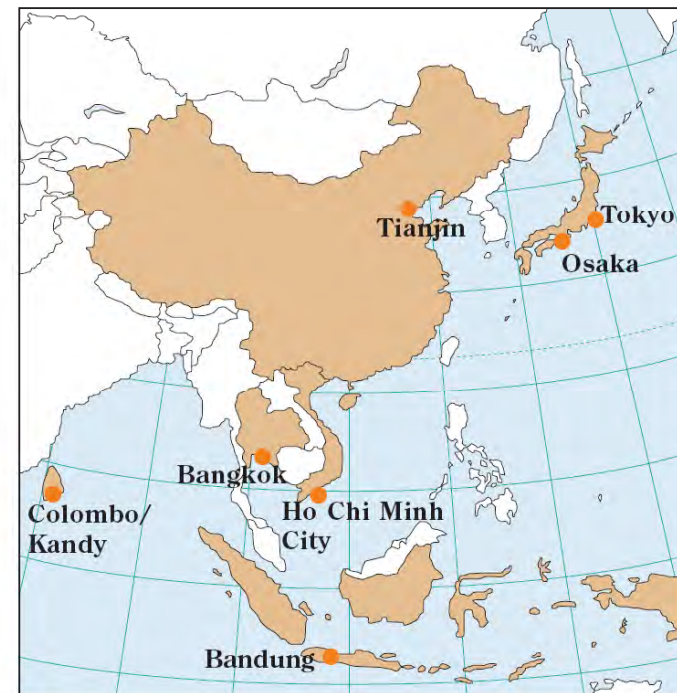 Tianjin
Tokyo
Osaka
Bangkok
Colombo/
Kandy
Ho Chi Minh
City
Bandung